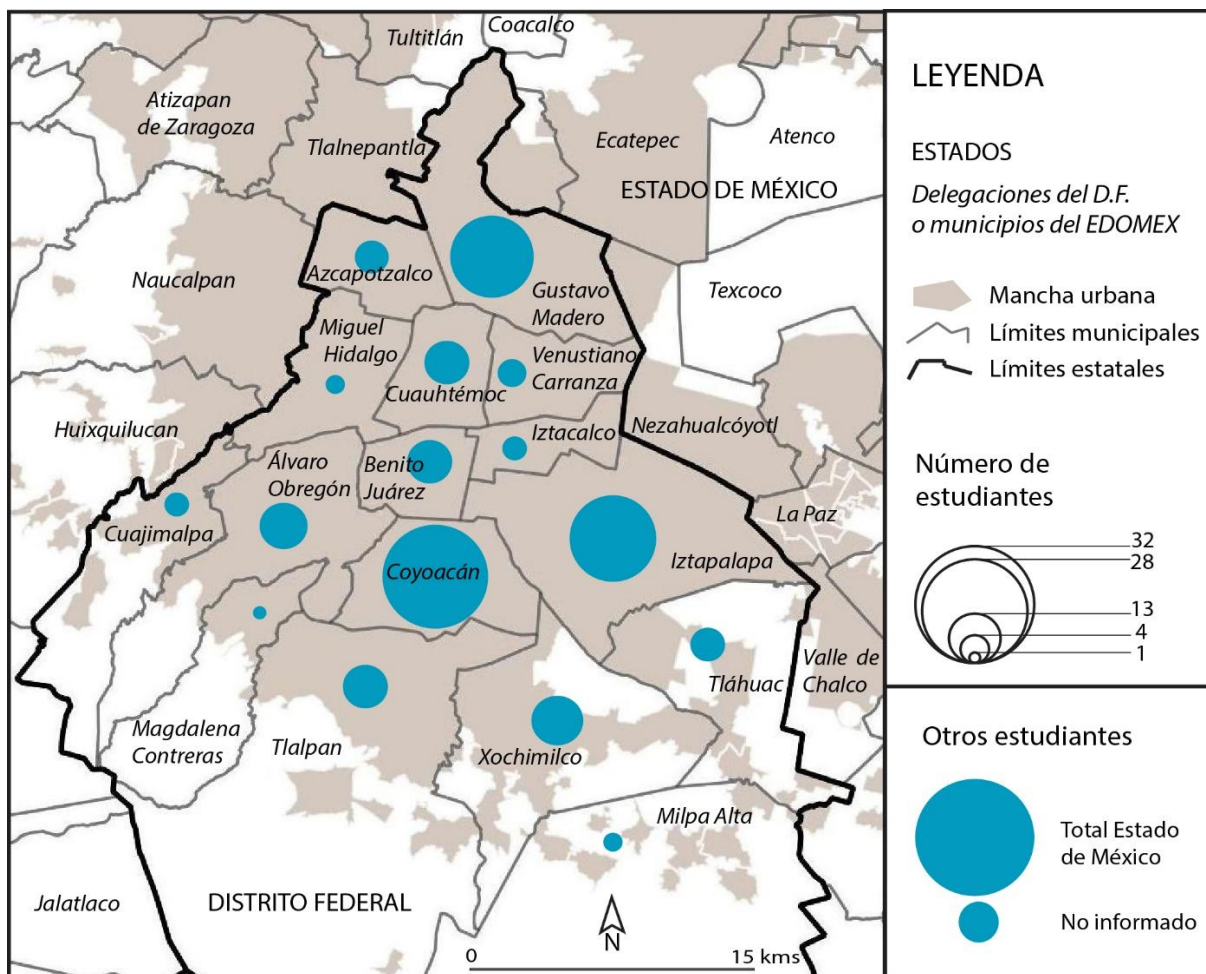 Coacalco
Tultitlán
Atizapan
de Zaragoza
Tlalnepantla
Ecatepec
Atenco
ESTADO DE MÉXICO
Naucalpan
Azcapotzalco
Gustavo
Madero
Texcoco
Miguel
Hidalgo
Cuauhtémoc
Venustiano
Carranza
Huixquilucan
Iztacalco
Nezahualcóyotl
Álvaro
Obregón
Benito
Juárez
Cuajimalpa
La Paz
Coyoacán
Iztapalapa
Magdalena
Contreras
Tlalpan
Xochimilco
Tláhuac
Valle de
Chalco
Milpa Alta
Jalatlaco
DISTRITO FEDERAL
N
0 15 kms
LEYENDA
ESTADOS
Delegaciones del D.F.
o municipios del EDOMEX
Mancha urbana
Límites municipales
Límites estatales
Número de
estudiantes
32
28
13
4
1
Otros estudiantes
Total Estado
de México
No informado